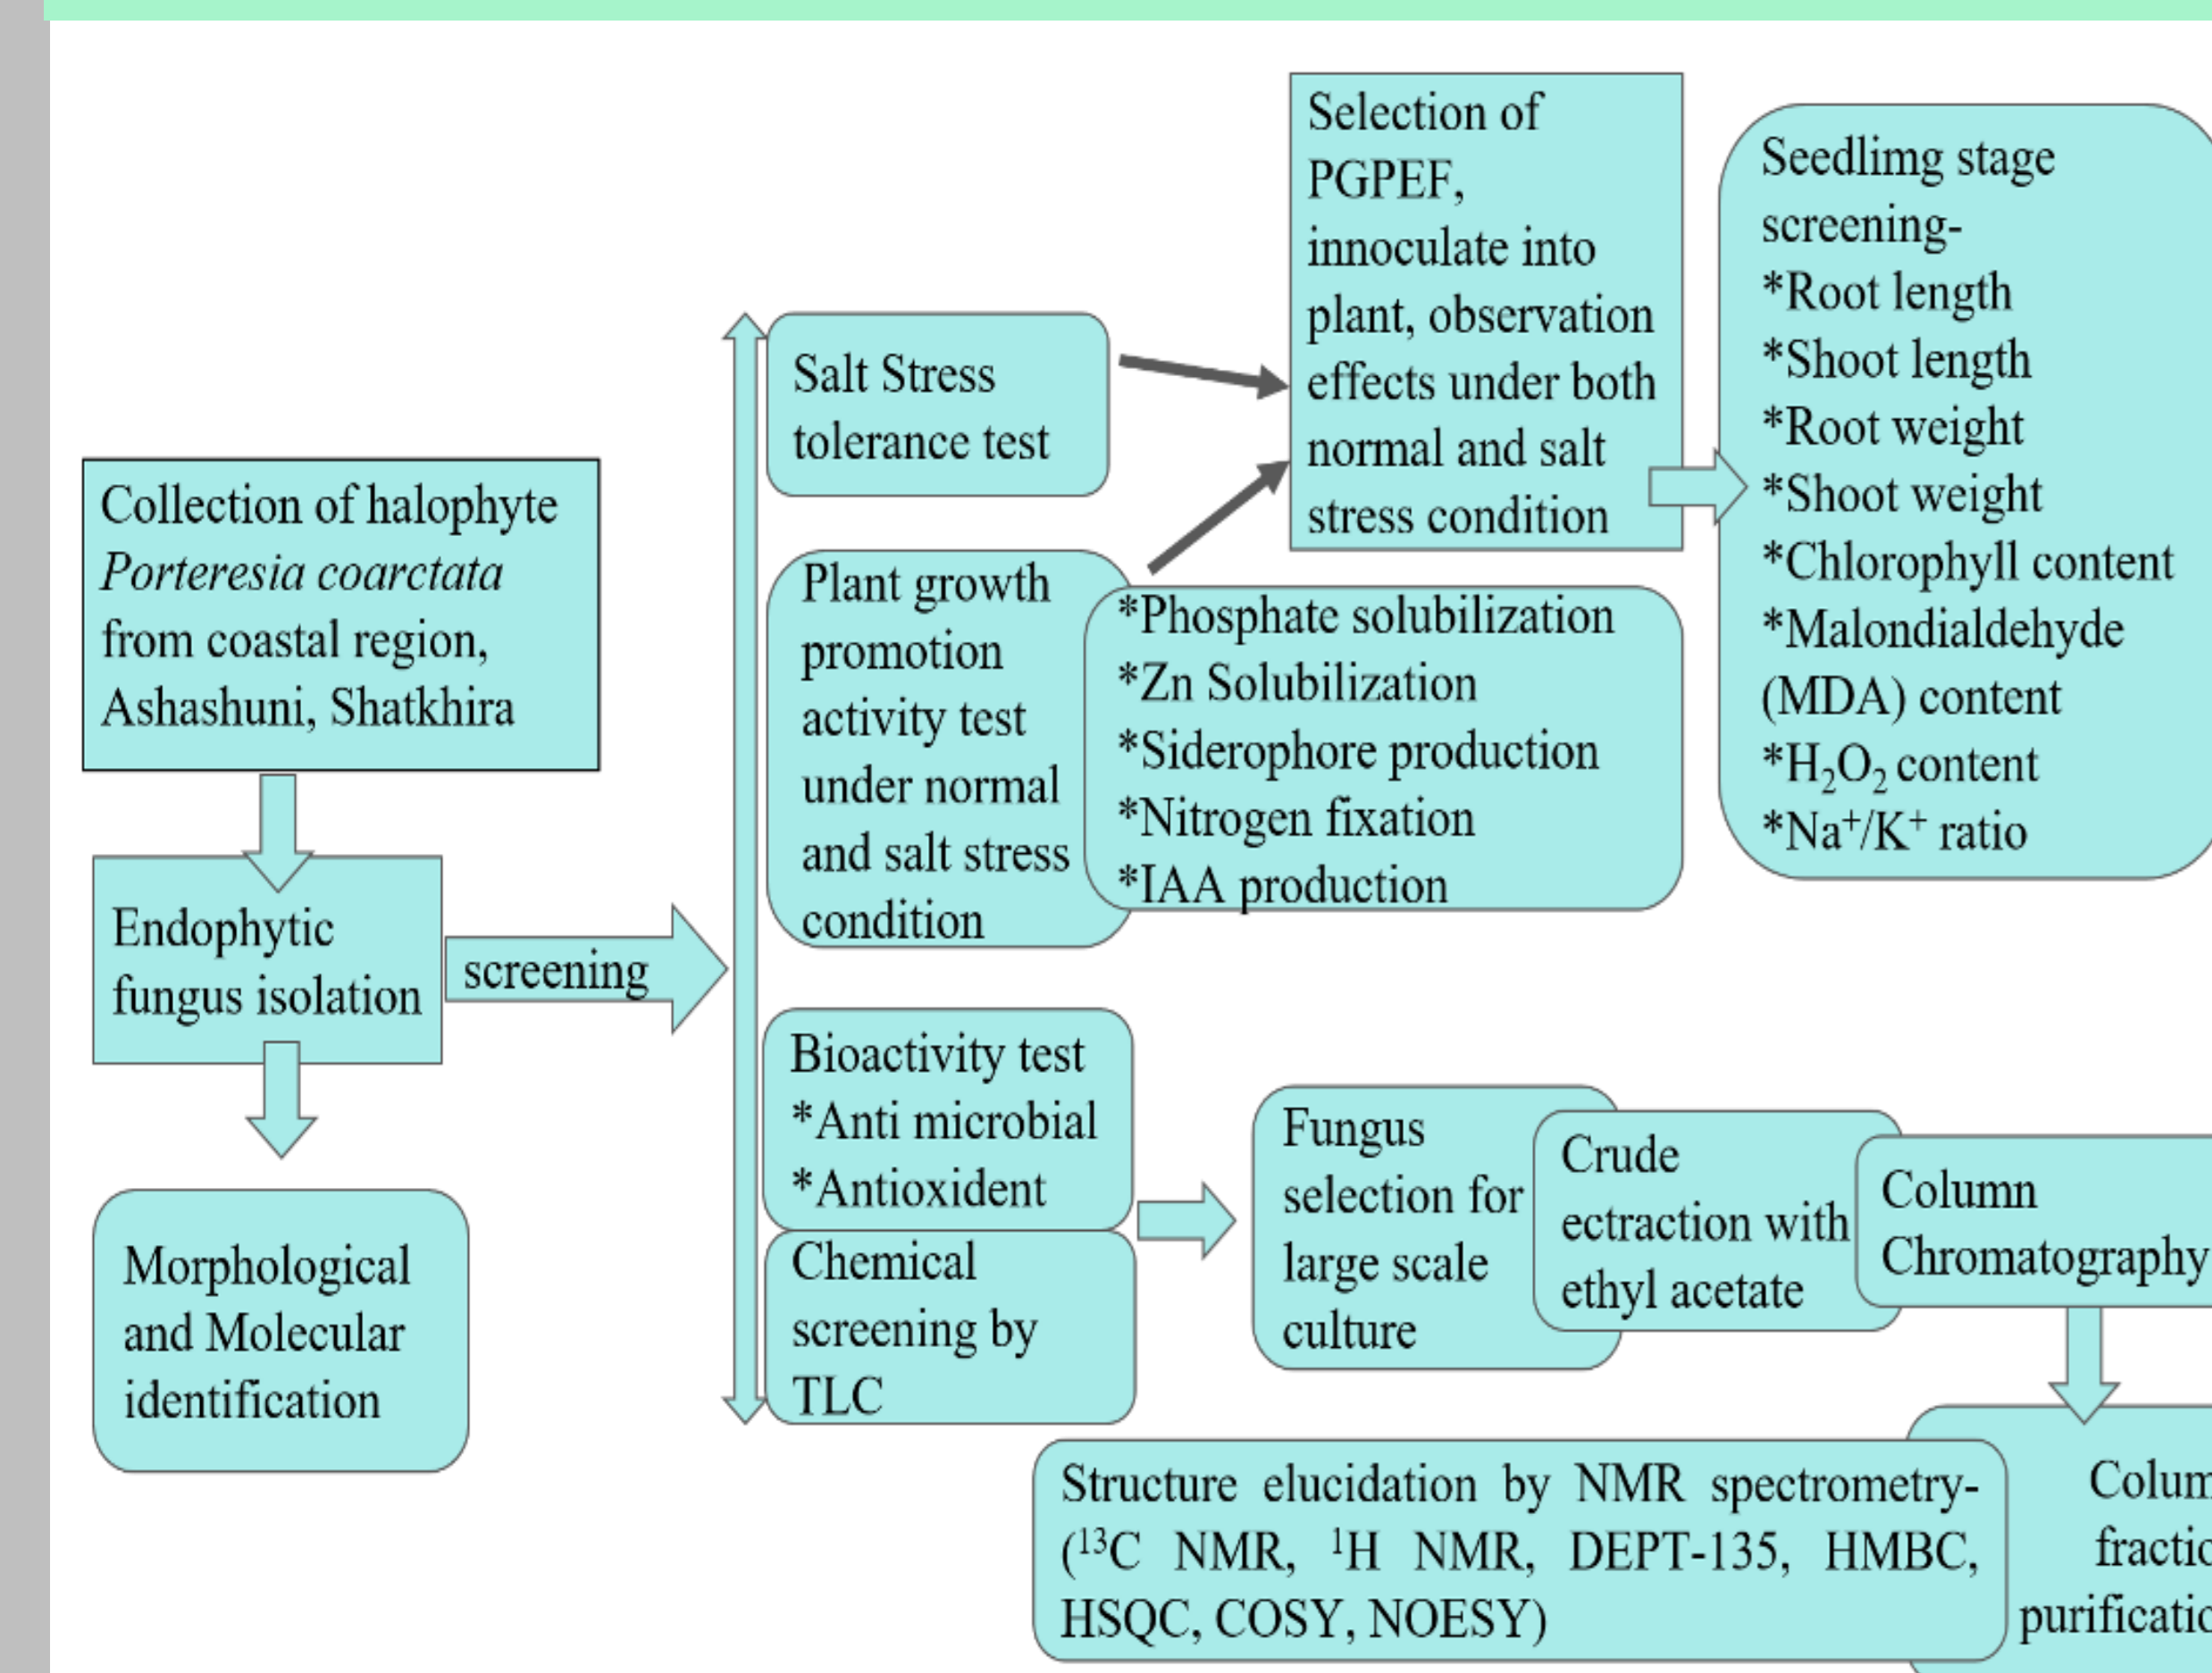 Collection of halophyte
Porteresia coarctata
from coastal region,
Ashashuni, Shatkhira
Endophytic
fungus isolation
screening
Morphological
and Molecular
identification
Salt Stress
tolerance test
Plant growth
promotion
activity test
under normal
and salt stress
condition
*Phosphate solubilization
*Zn Solubilization
*Siderophore production
*Nitrogen fixation
*IAA production
Selection of
PGPEF,
innoculate into
plant, observation
effects under both
normal and salt
stress condition
Seedlimg stage
screening-
*Root length
*Shoot length
*Root weight
*Shoot weight
*Chlorophyll content
*Malondialdehyde
(MDA) content
*H₂O₂ content
*Na⁺/K⁺ ratio
Bioactivity test
*Anti microbial
*Antioxident
Chemical
screening by
TLC
Fungus
selection for
large scale
culture
Crude
ectraction with
ethyl acetate
Column
Chromatography
Structure elucidation by NMR spectrometry-
(¹³C NMR, ¹H NMR, DEPT-135, HMBC,
HSQC, COSY, NOESY)